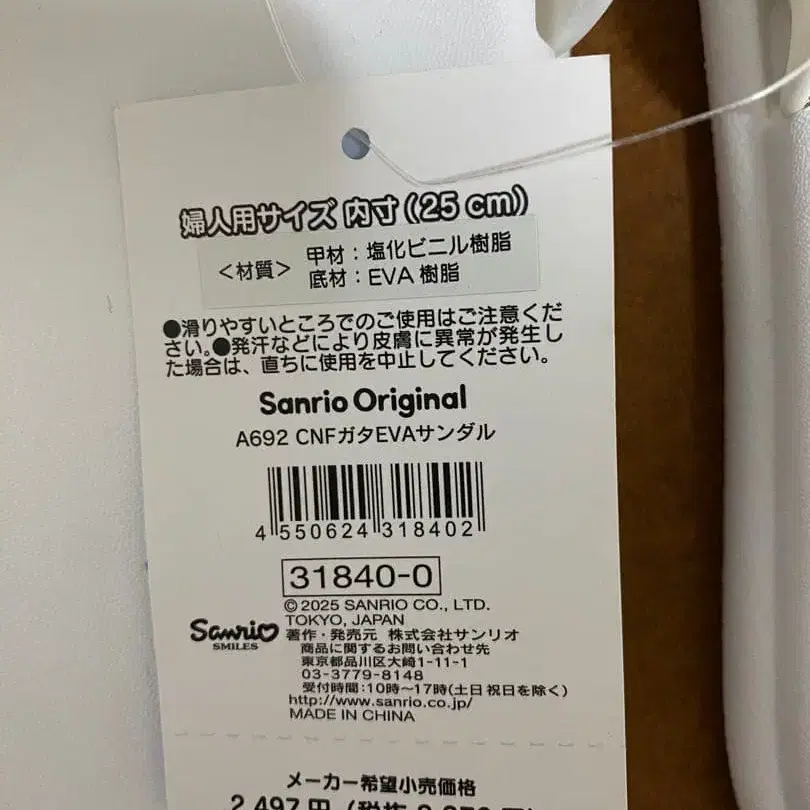 婦人用サイズ 内寸(25 cm)
<材質> 甲材:塩化ビニル樹脂
底材:EVA 樹脂
●滑りやすいところでのご使用はご注意くだ
さい。●発汗などにより皮膚に異常が発生し
た場合は、直ちに使用を中止してください。
Sanrio Original
A692 CNFガタEVAサンダル
4 550624 318402
31840-0
© 2025 SANRIO CO., LTD.
TOKYO, JAPAN
Sanrio
SMILES
著作・発売元 株式会社サンリオ
商品に関するお問い合わせ先
東京都品川区大崎1-11-1
03-3779-8148
受付時間:10時〜17時(土日 祝日を除く)
http://www.sanrio.co.jp/
MADE IN CHINA
メーカー希望小売価格
2,497円(税抜